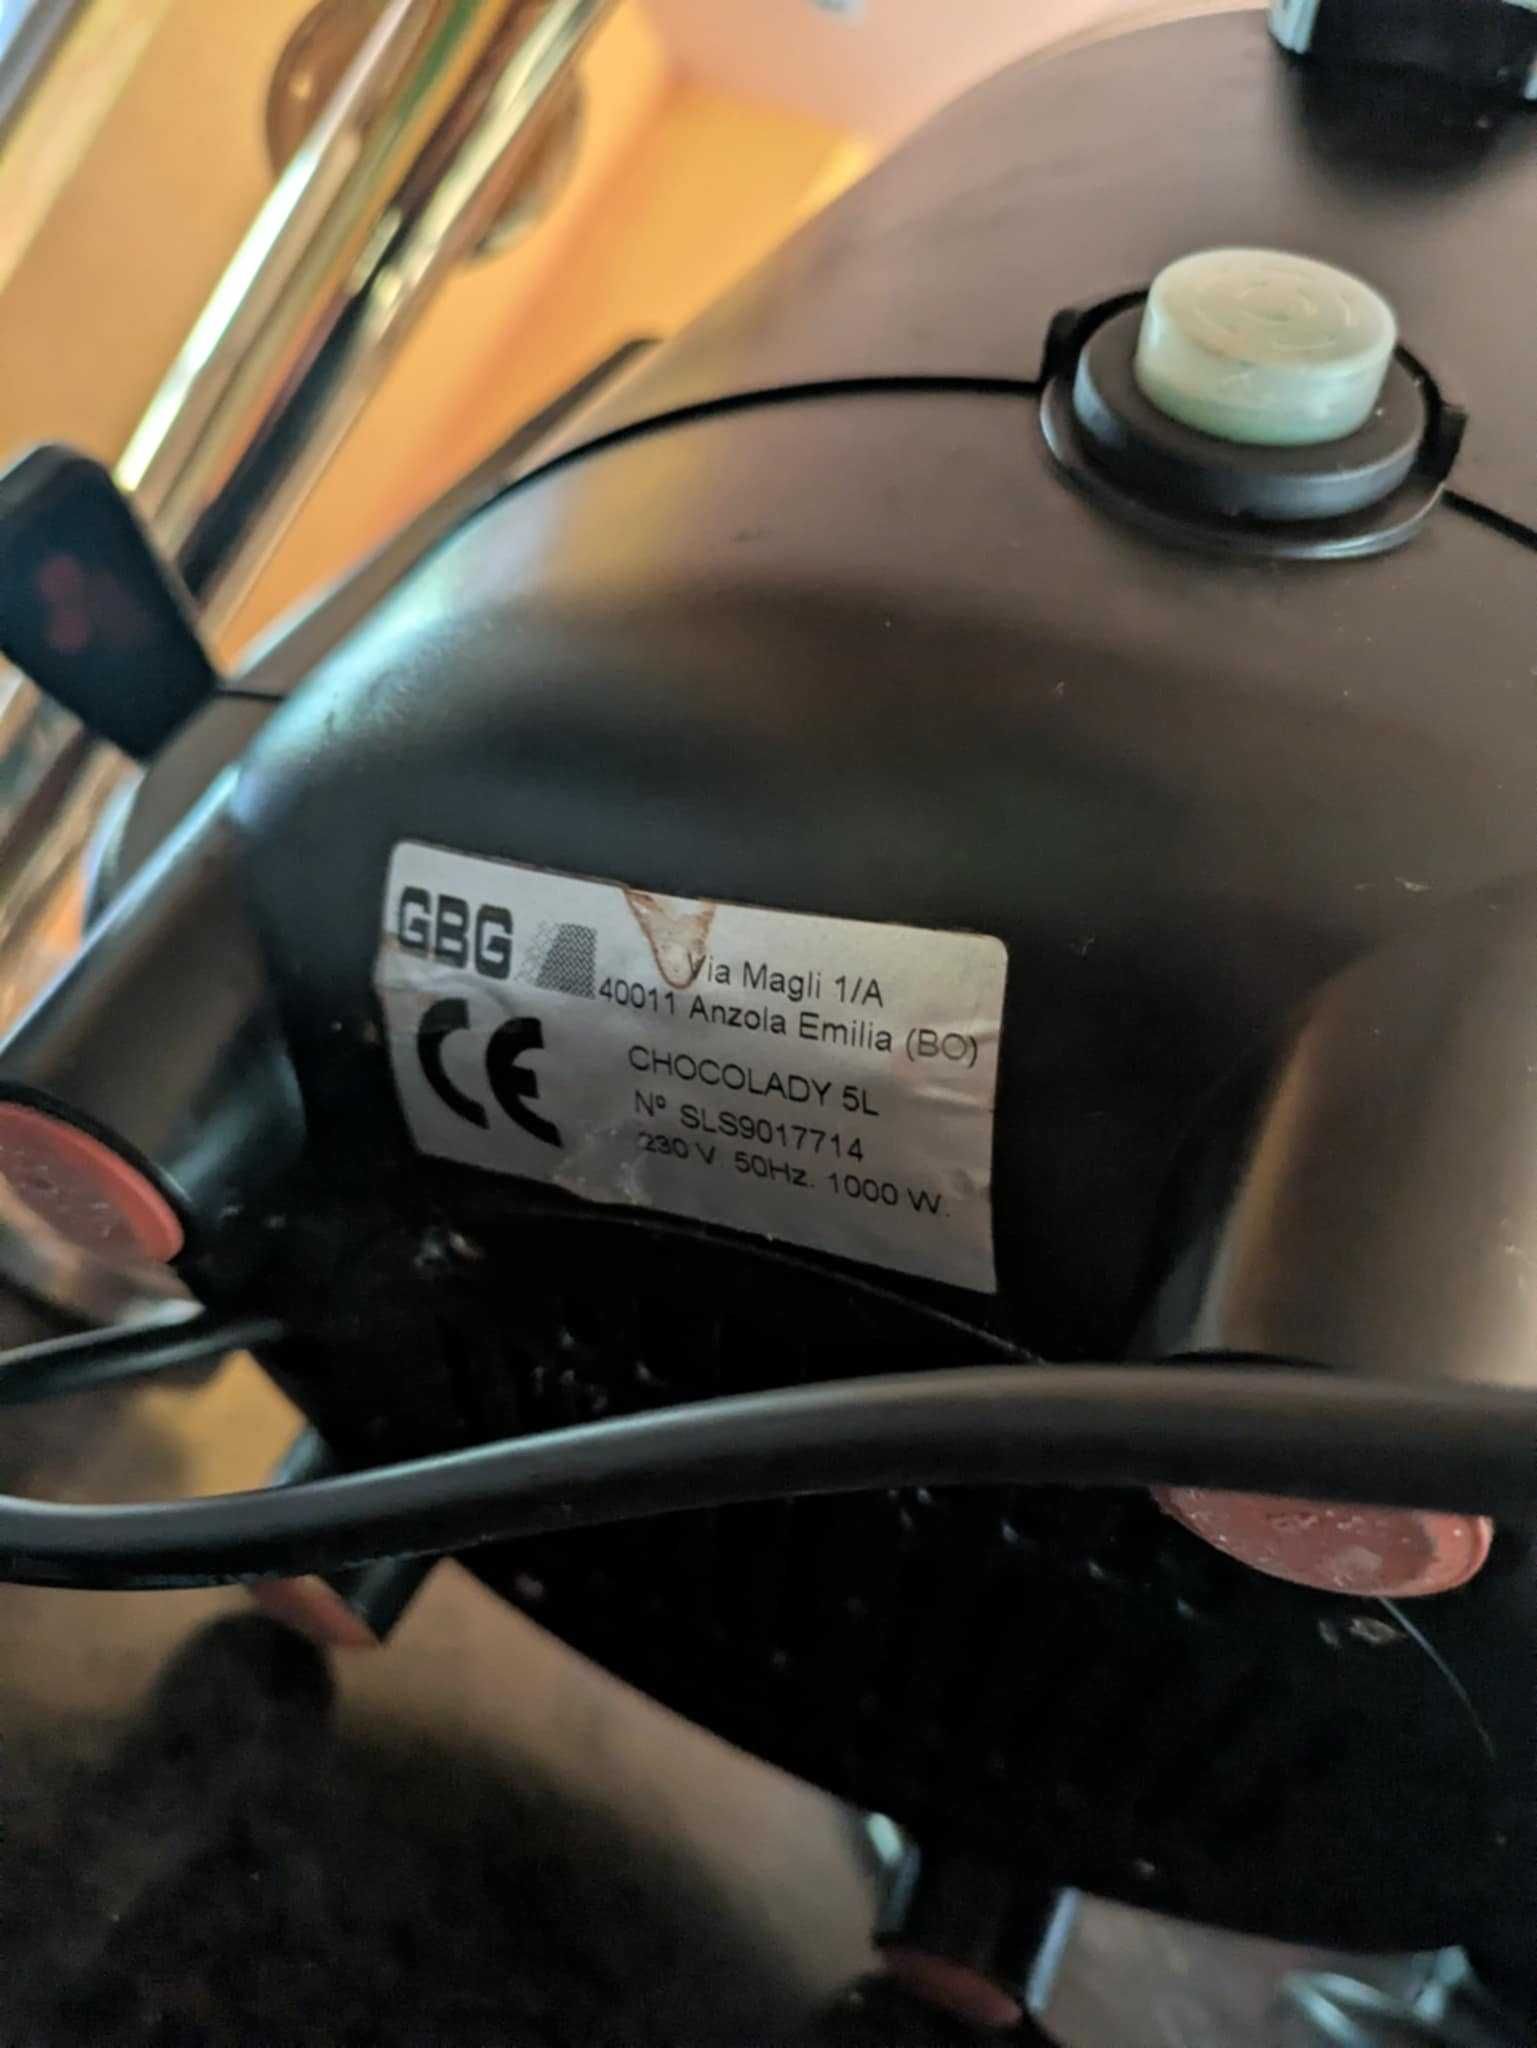 GBG
Via Magli 1/A
40011 Anzola Emilia (BO)
CE
CHOCOLADY 5L
Nº SLS9017714
230 V. 50Hz. 1000 W.